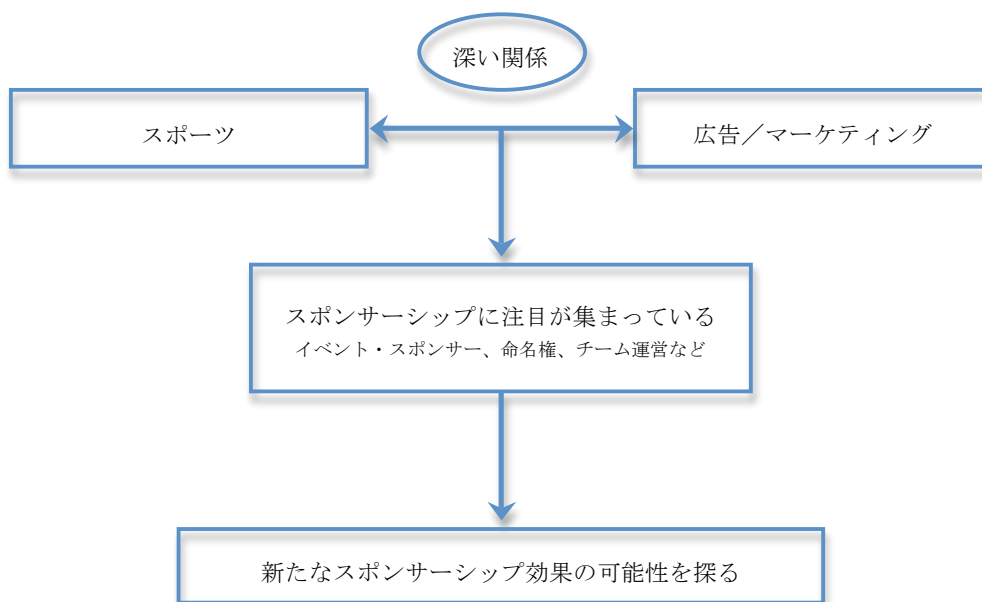 深い関係
スポーツ
広告／マーケティング
スポンサーシップに注目が集まっている
イベント・スポンサー、命名権、チーム運営など
新たなスポンサーシップ効果の可能性を探る